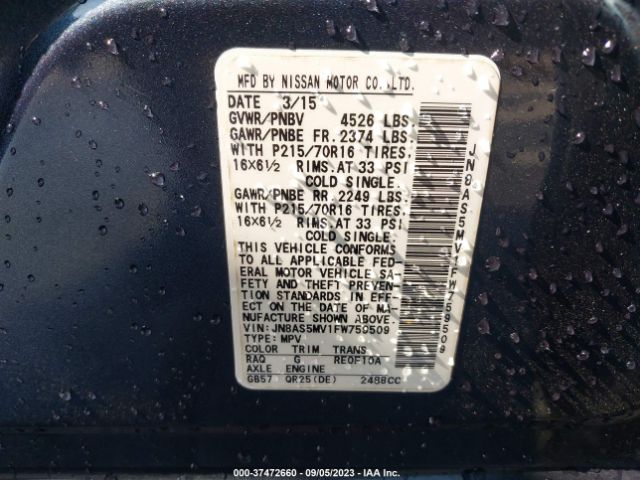 MFD BY NISSAN MOTOR CO.,LTD.
DATE 3/15
GVWR/PNBV 4526 LBS
GAWR/PNBE FR. 2374 LBS.
WITH P215/70R16 TIRES,
16X6½ RIMS.AT 33 PSI
COLD SINGLE.
GAWR/PNBE RR. 2249 LBS.
WITH P215/70R16 TIRES,
16X6½ RIMS.AT 33 PSI
COLD SINGLE.
THIS VEHICLE CONFORMS
TO ALL APPLICABLE FED-
ERAL MOTOR VEHICLE SA-
FETY AND THEFT PREVEN-
TION STANDARDS IN EFF-
ECT ON THE DATE OF MA-
NUFACTURE SHOWN ABOVE.
VIN:JN8AS5MV1FW759509
TYPE: MPV
COLOR TRIM TRANS
RAQ G RE0F10A
AXLE ENGINE
GB57 QR25(DE) 2488CC
JN8AS5MV1FW759509
000-37472660 - 09/05/2023 - IAA Inc.